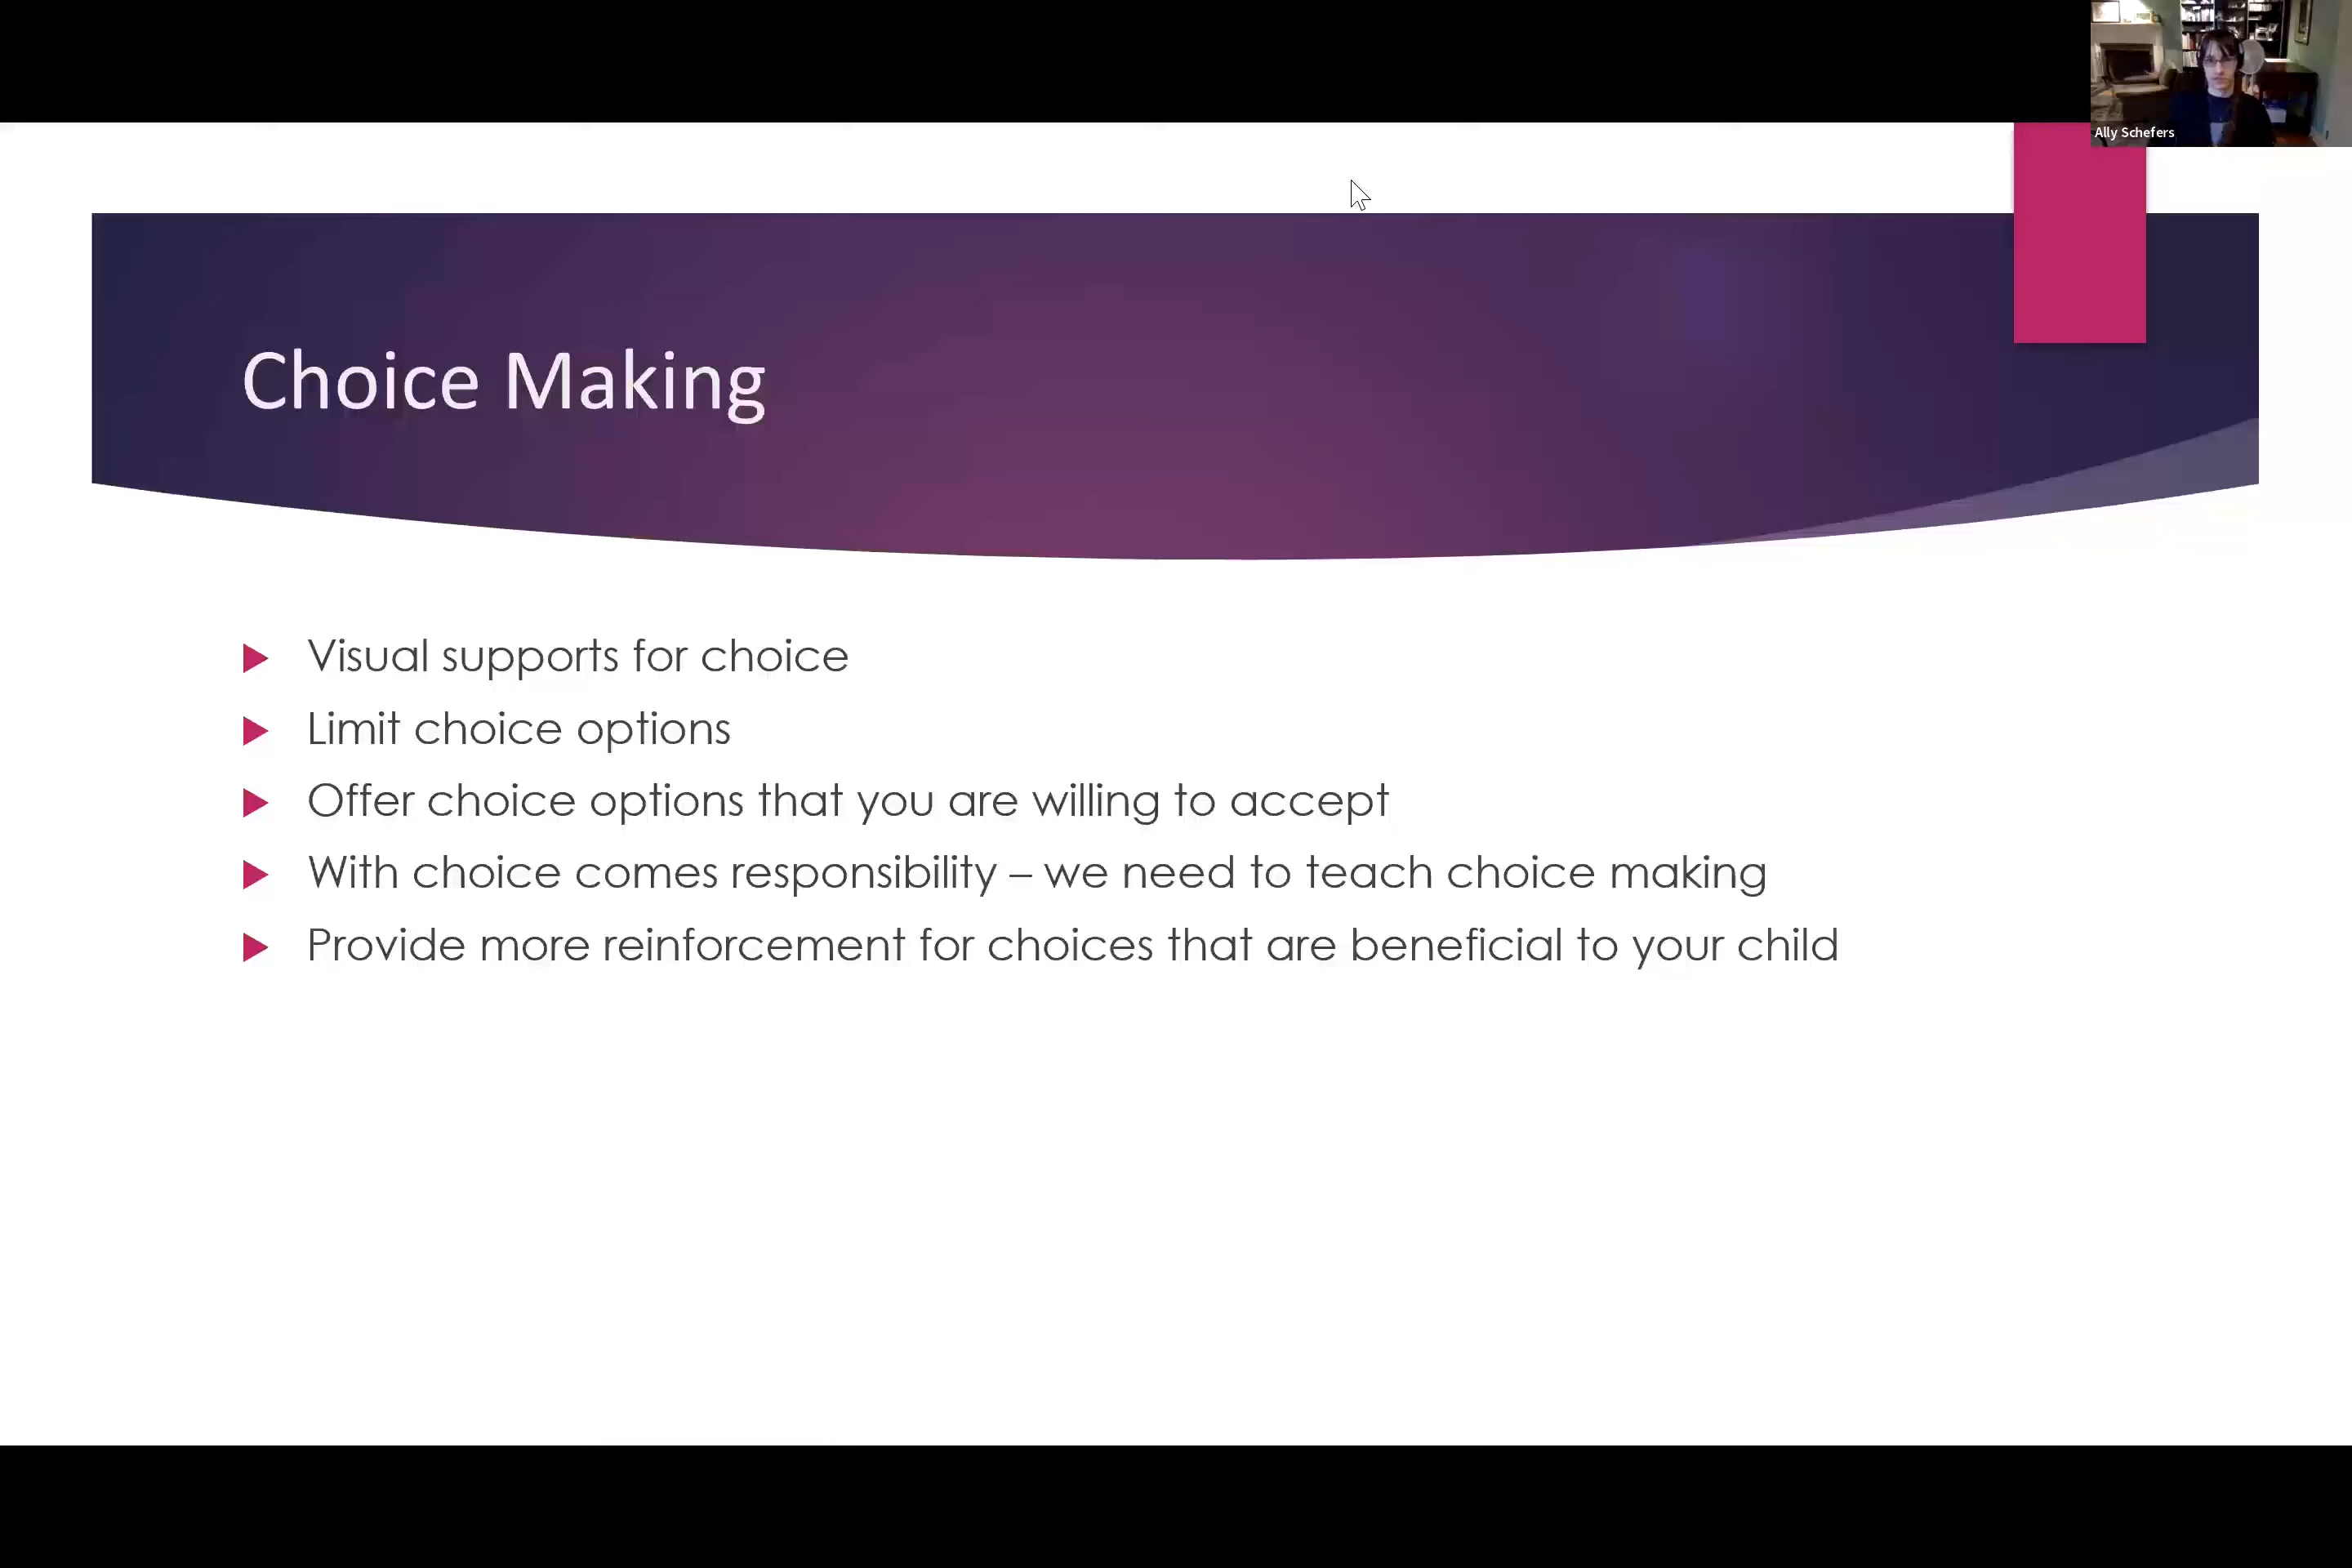 Ally Schefers
Choice Making
Visual supports for choice
Limit choice options
Offer choice options that you are willing to accept
With choice comes responsibility – we need to teach choice making
Provide more reinforcement for choices that are beneficial to your child